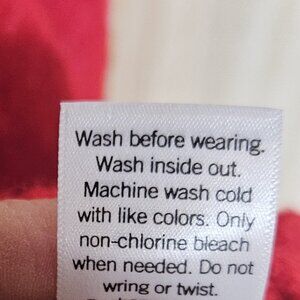 Wash before wearing.
Wash inside out.
Machine wash cold
with like colors. Only
non-chlorine bleach
when needed. Do not
wring or twist.